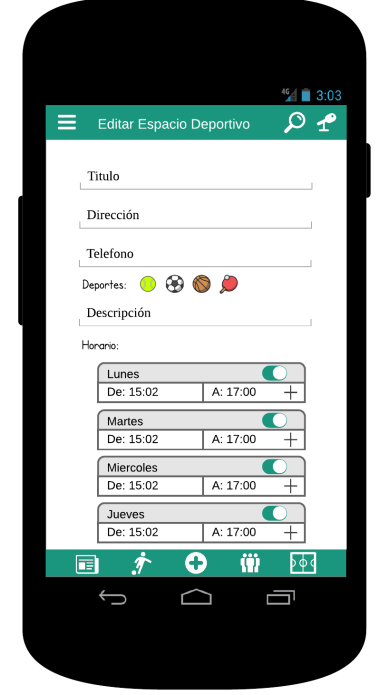 4G 3:03
Editar Espacio Deportivo
Titulo
Dirección
Telefono
Deportes:
Descripción
Horario:
Lunes
De: 15:02 A: 17:00
Martes
De: 15:02 A: 17:00
Miercoles
De: 15:02 A: 17:00
Jueves
De: 15:02 A: 17:00